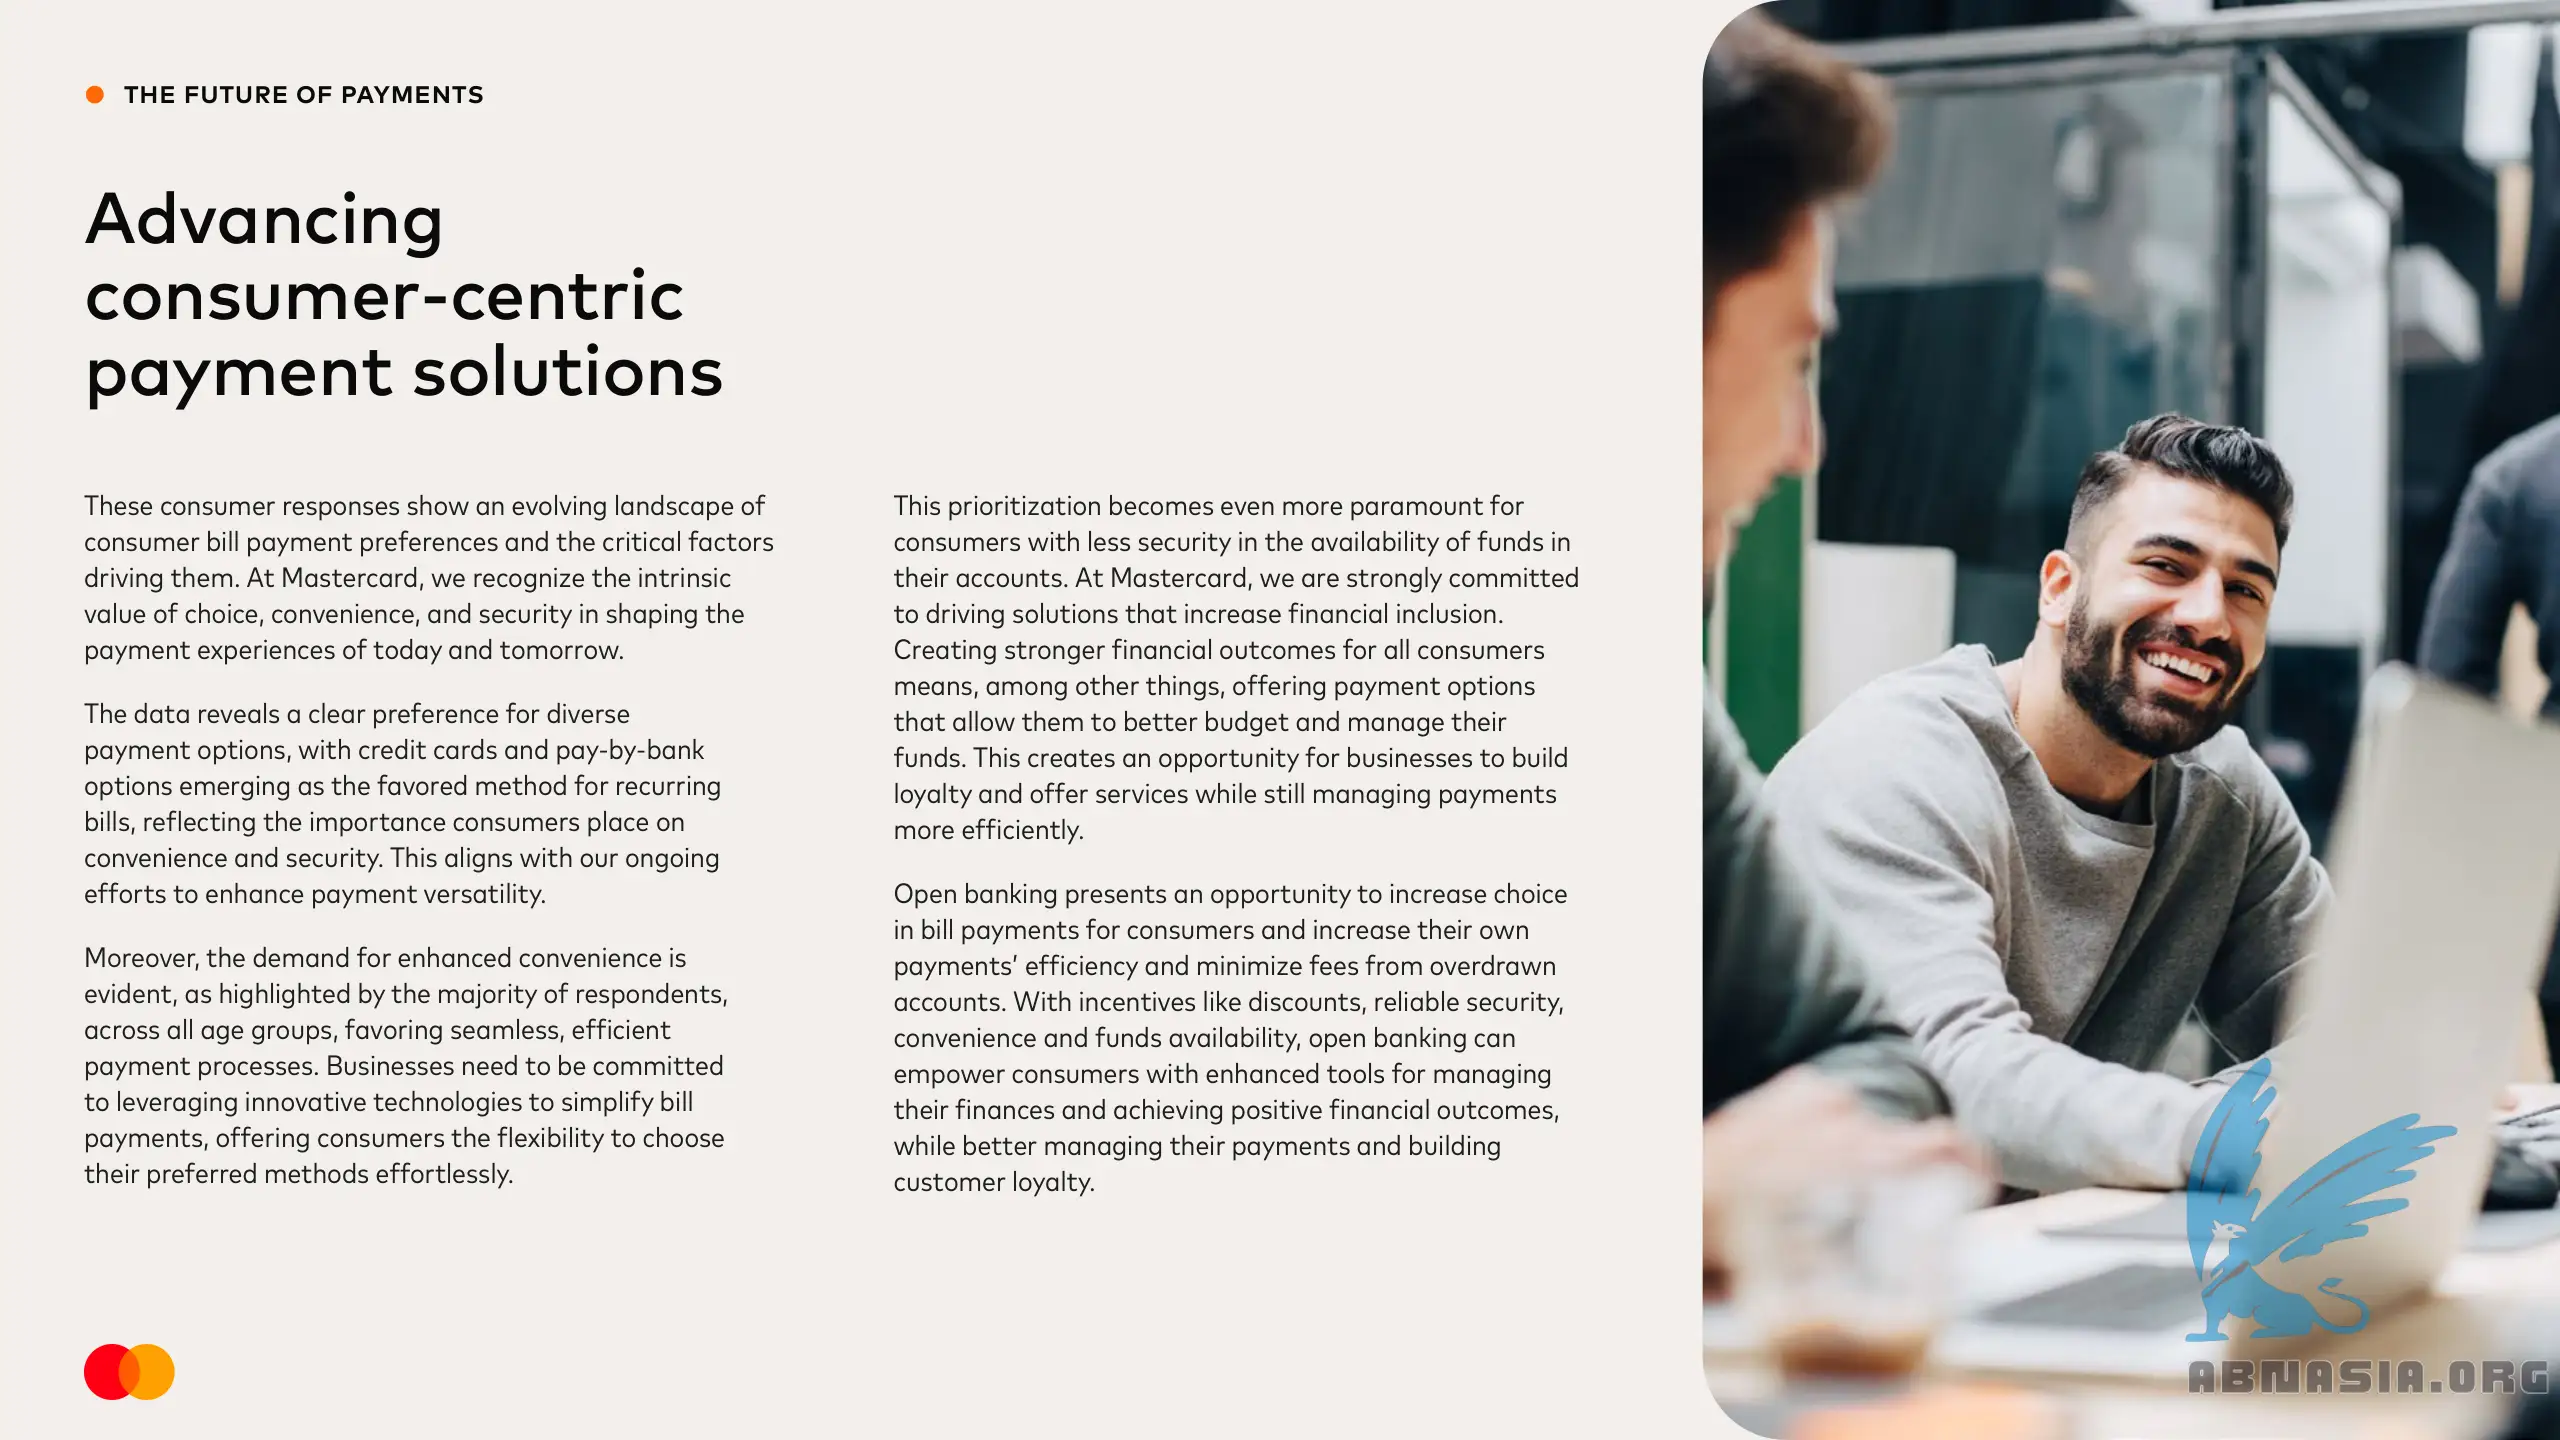 THE FUTURE OF PAYMENTS
Advancing
consumer-centric
payment solutions
These consumer responses show an evolving landscape of
consumer bill payment preferences and the critical factors
driving them. At Mastercard, we recognize the intrinsic
value of choice, convenience, and security in shaping the
payment experiences of today and tomorrow.
The data reveals a clear preference for diverse
payment options, with credit cards and pay-by-bank
options emerging as the favored method for recurring
bills, reflecting the importance consumers place on
convenience and security. This aligns with our ongoing
efforts to enhance payment versatility.
Moreover, the demand for enhanced convenience is
evident, as highlighted by the majority of respondents,
across all age groups, favoring seamless, efficient
payment processes. Businesses need to be committed
to leveraging innovative technologies to simplify bill
payments, offering consumers the flexibility to choose
their preferred methods effortlessly.
This prioritization becomes even more paramount for
consumers with less security in the availability of funds in
their accounts. At Mastercard, we are strongly committed
to driving solutions that increase financial inclusion.
Creating stronger financial outcomes for all consumers
means, among other things, offering payment options
that allow them to better budget and manage their
funds. This creates an opportunity for businesses to build
loyalty and offer services while still managing payments
more efficiently.
Open banking presents an opportunity to increase choice
in bill payments for consumers and increase their own
payments’ efficiency and minimize fees from overdrawn
accounts. With incentives like discounts, reliable security,
convenience and funds availability, open banking can
empower consumers with enhanced tools for managing
their finances and achieving positive financial outcomes,
while better managing their payments and building
customer loyalty.
ABNASIA.ORG